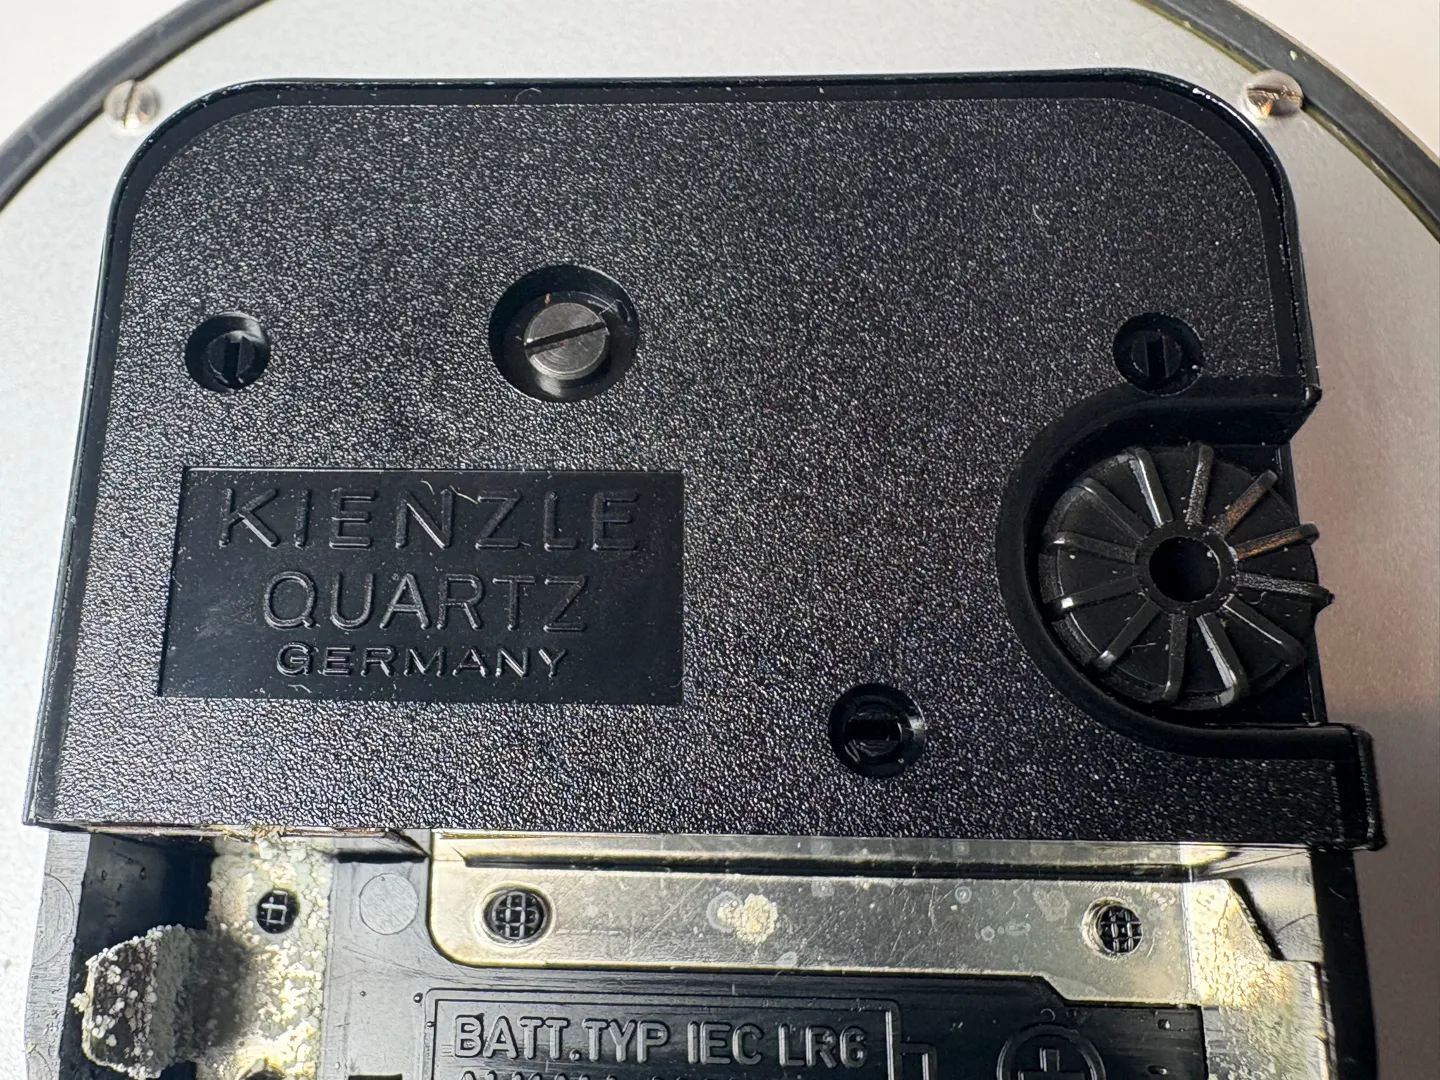 KIENZLE
QUARTZ
GERMANY
BATT.TYP IEC LR6
+